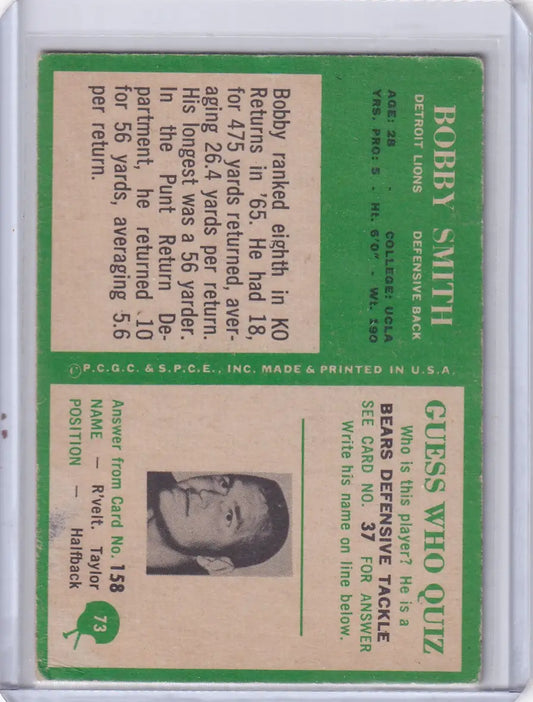 BOBBY SMITH
DETROIT LIONS DEFENSIVE BACK
AGE: 28 COLLEGE: UCLA
YRS. PRO: 5 - Ht. 6'0" - Wt. 190
Bobby ranked eighth in KO
Returns in '65. He had 18,
for 475 yards returned, aver-
aging 26.4 yards per return.
His longest was a 56 yarder.
In the Punt Return De-
partment, he returned 10
for 56 yards, averaging 5.6
per return.
©P.C.G.C. & S.P.C.E., INC. MADE & PRINTED IN U.S.A.
GUESS WHO QUIZ
Who is this player? He is a
BEARS DEFENSIVE TACKLE
SEE CARD NO. 37 FOR ANSWER
Write his name on line below.
Answer from Card No. 158
NAME — R'velt. Taylor
POSITION — Halfback
73